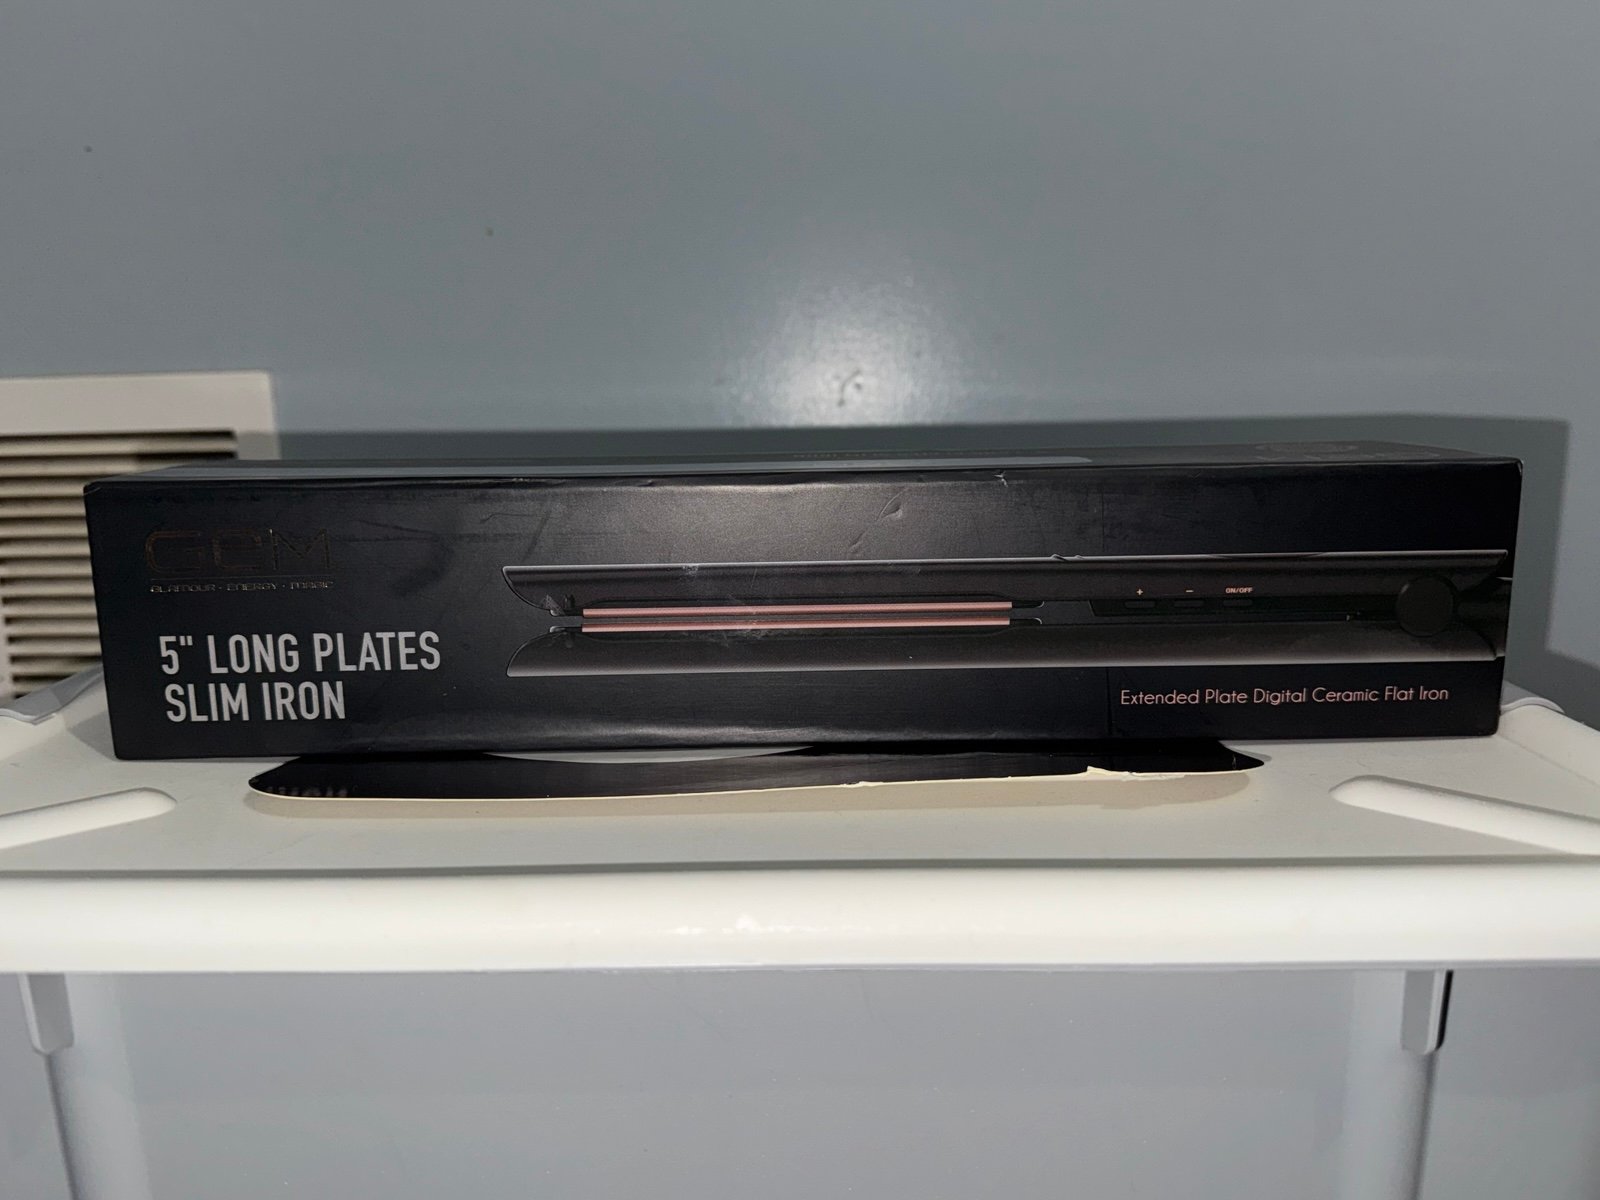 GEM
GLAMOUR • ENERGY • MAGIC
5" LONG PLATES
SLIM IRON
+ − ON/OFF
Extended Plate Digital Ceramic Flat Iron